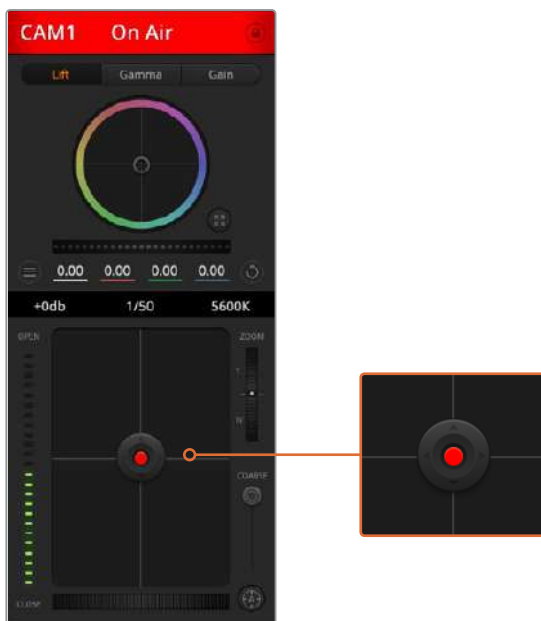 CAM1 On Air
Lift Gamma Gain
0.00 0.00 0.00 0.00
+0db 1/50 5600K
OPEN ZOOM
T
W
COARSE
CLOSE